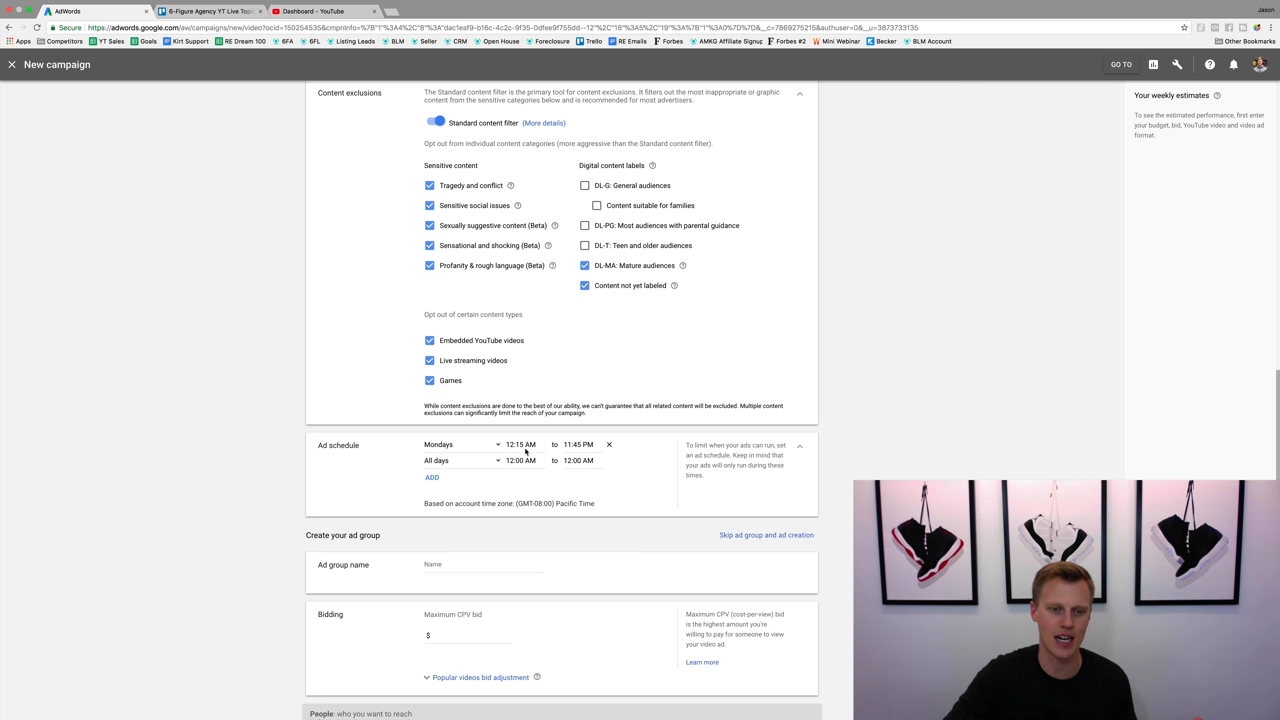 AdWords
6-Figure Agency YT Live Topi
Dashboard - YouTube
Jason
Secure
https://adwords.google.com/aw/campaigns/new/video?ocid=150254535&cmpnInfo=%7B"1"%3A4"2C"8"%3A"dac1eaf9-b16c-4c2c-9f35-0dfee9f755dd--12"%2C"18"%3A5%2C"19"%3A"1"%3A0%7D%7D&__c=7869275215&authuser=0&__u=3873733135
Apps
Competitors
YT Sales
Goals
Kirt Support
RE Dream 100
6FA
6FL
Listing Leads
BLM
Seller
CRM
Open House
Foreclosure
Trello
RE Emails
Forbes
AMKG Affiliate Signup
Forbes #2
Mini Webinar
Becker
BLM Account
Other Bookmarks
New campaign
GO TO
Content exclusions
The Standard content filter is the primary tool for content exclusions. It filters out the most inappropriate or graphic
content from the sensitive categories below and is recommended for most advertisers.
Standard content filter (More details)
Opt out from individual content categories (more aggressive than the Standard content filter).
Sensitive content
Digital content labels
Tragedy and conflict
DL-G: General audiences
Sensitive social issues
Content suitable for families
Sexually suggestive content (Beta)
DL-PG: Most audiences with parental guidance
Sensational and shocking (Beta)
DL-T: Teen and older audiences
Profanity & rough language (Beta)
DL-MA: Mature audiences
Content not yet labeled
Opt out of certain content types
Embedded YouTube videos
Live streaming videos
Games
While content exclusions are done to the best of our ability, we can't guarantee that all related content will be excluded. Multiple content
exclusions can significantly limit the reach of your campaign.
Your weekly estimates
To see the estimated performance, first enter
your budget, bid, YouTube video and video ad
format.
Ad schedule
Mondays 12:15 AM to 11:45 PM
All days 12:00 AM to 12:00 AM
ADD
Based on account time zone: (GMT-08:00) Pacific Time
To limit when your ads can run, set
an ad schedule. Keep in mind that
your ads will only run during these
times.
Create your ad group
Skip ad group and ad creation
Ad group name
Name
Bidding
Maximum CPV bid
$
Popular videos bid adjustment
Maximum CPV (cost-per-view) bid
is the highest amount you're
willing to pay for someone to view
your video ad.
Learn more
People: who you want to reach